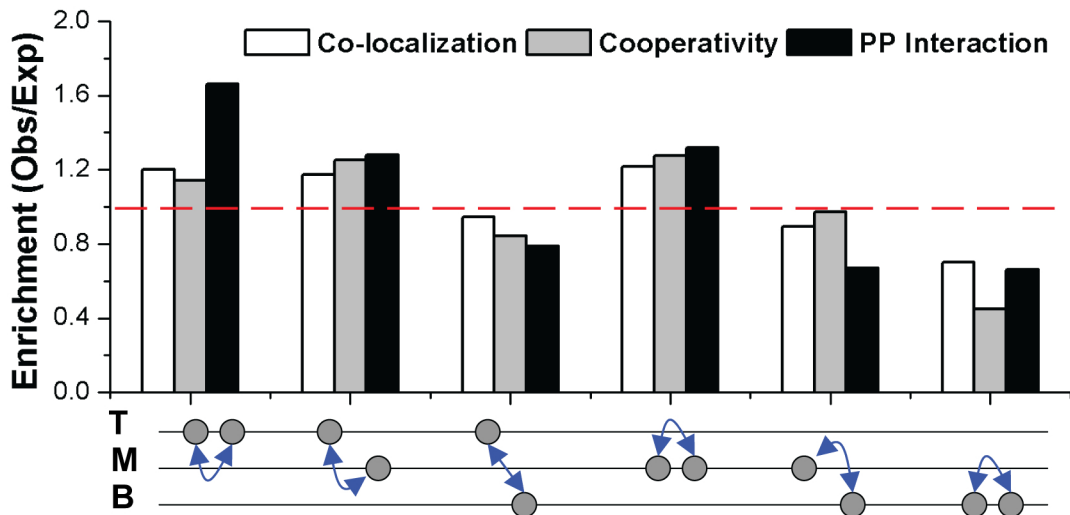 2.0
Co-localization Cooperativity PP Interaction
1.6
1.2
0.8
0.4
0.0
Enrichment (Obs/Exp)
T
M
B